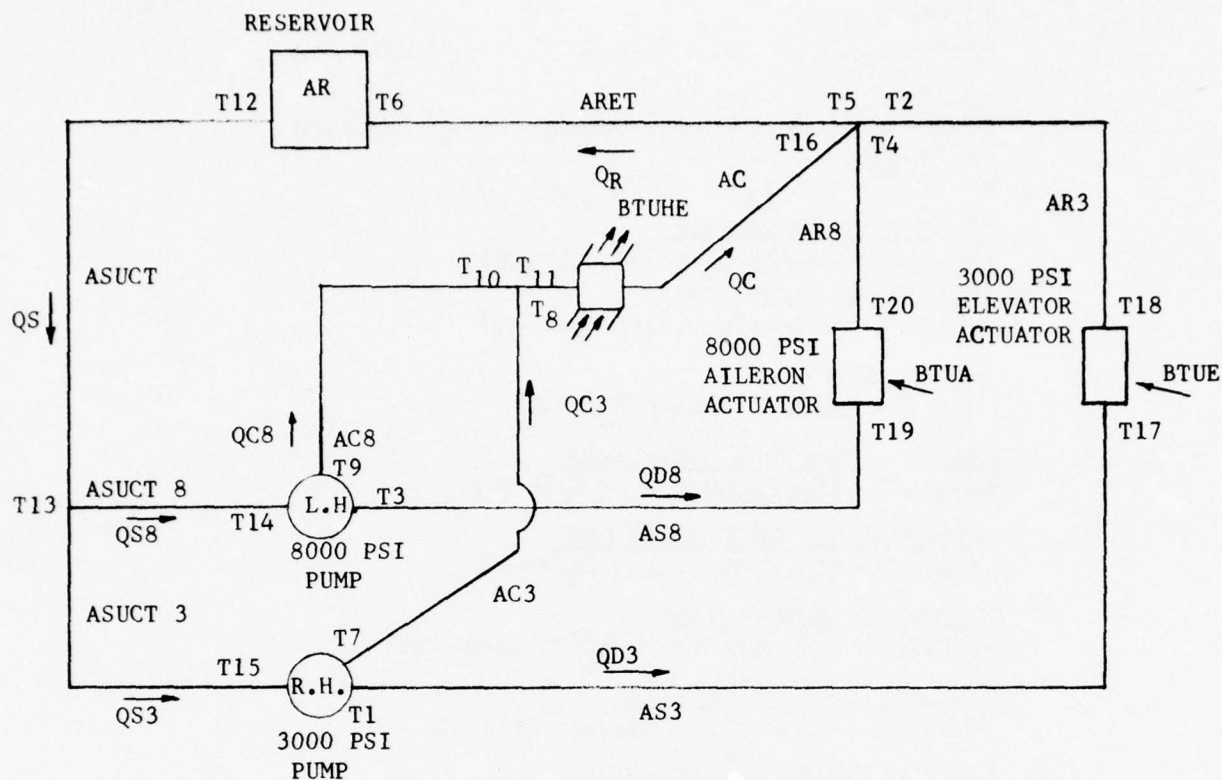 RESERVOIR
AR
T12
T6
ARET
T5
T2
T16
T4
QR
AC
BTUHE
AR3
AR8
ASUCT
T10
T11
QC
T8
3000 PSI
ELEVATOR
ACTUATOR
T20
T18
QS
8000 PSI
AILERON
ACTUATOR
BTUA
BTUE
QC3
QC8
AC8
T9
T19
T17
ASUCT 8
T13
L.H
T3
QD8
QS8
T14
AS8
8000 PSI
PUMP
AC3
ASUCT 3
T7
T15
QD3
R.H.
QS3
T1
AS3
3000 PSI
PUMP